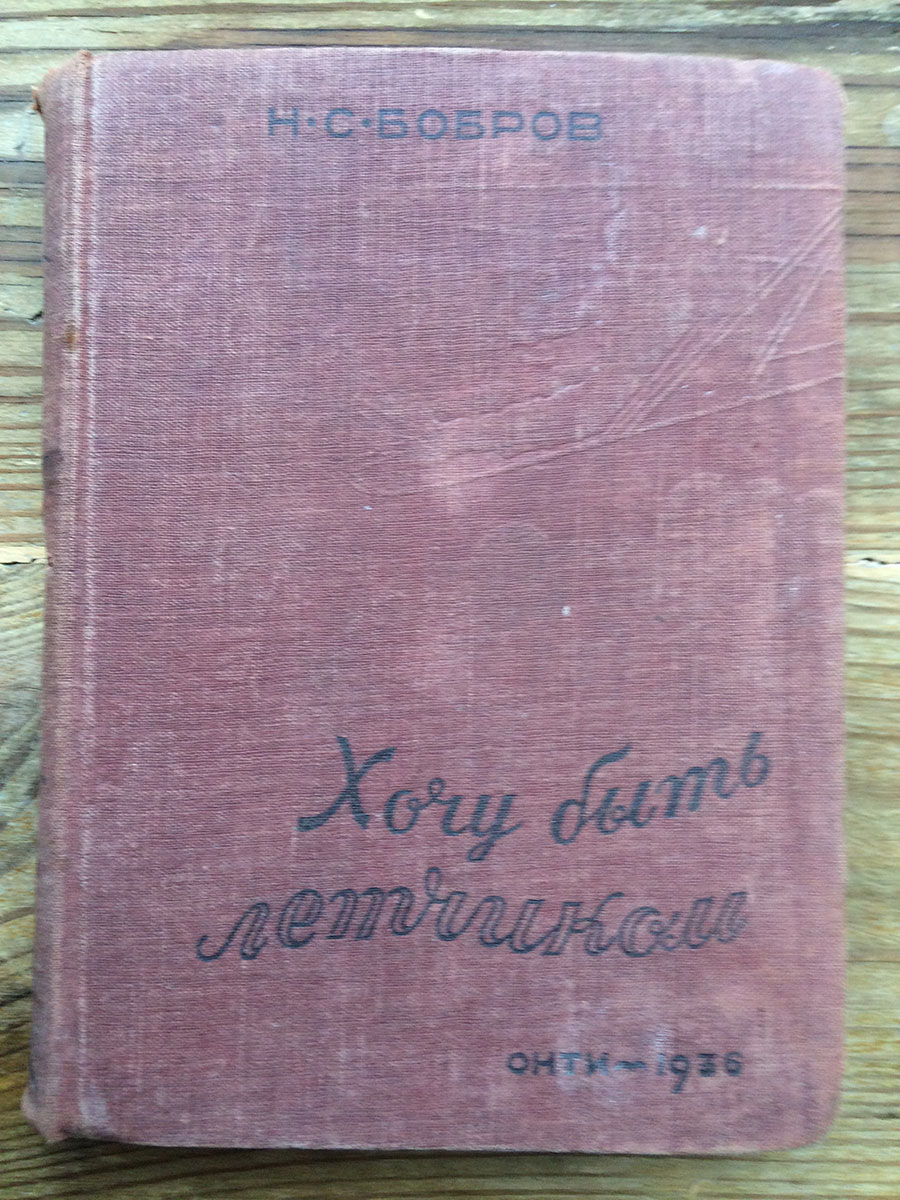 Н·С·БОБРОВ
Хочу быть
летчиком
ОНТИ—1936